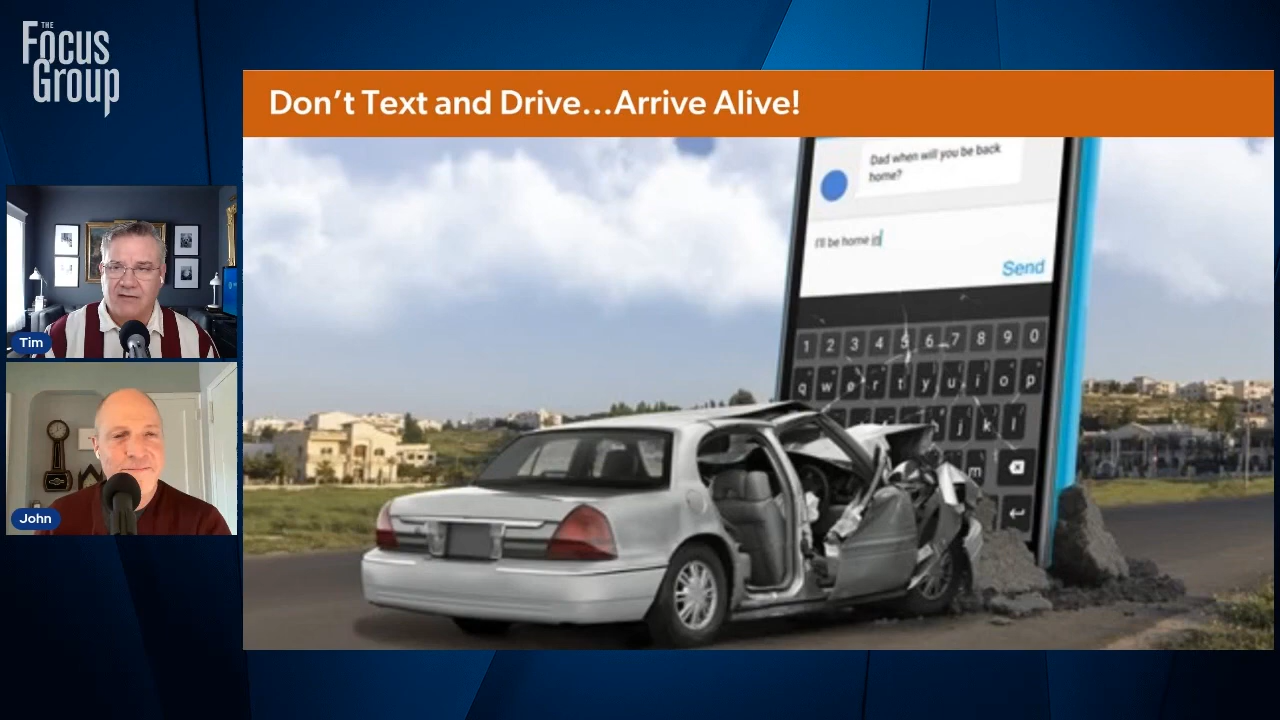 THE
FOCUS
Group
Don't Text and Drive...Arrive Alive!
Dad when will you be back
home?
I'll be home in
Send
1 2 3 4 5 6 7 8 9 0
q w e r t y u i o p
j k l
m
Tim
John